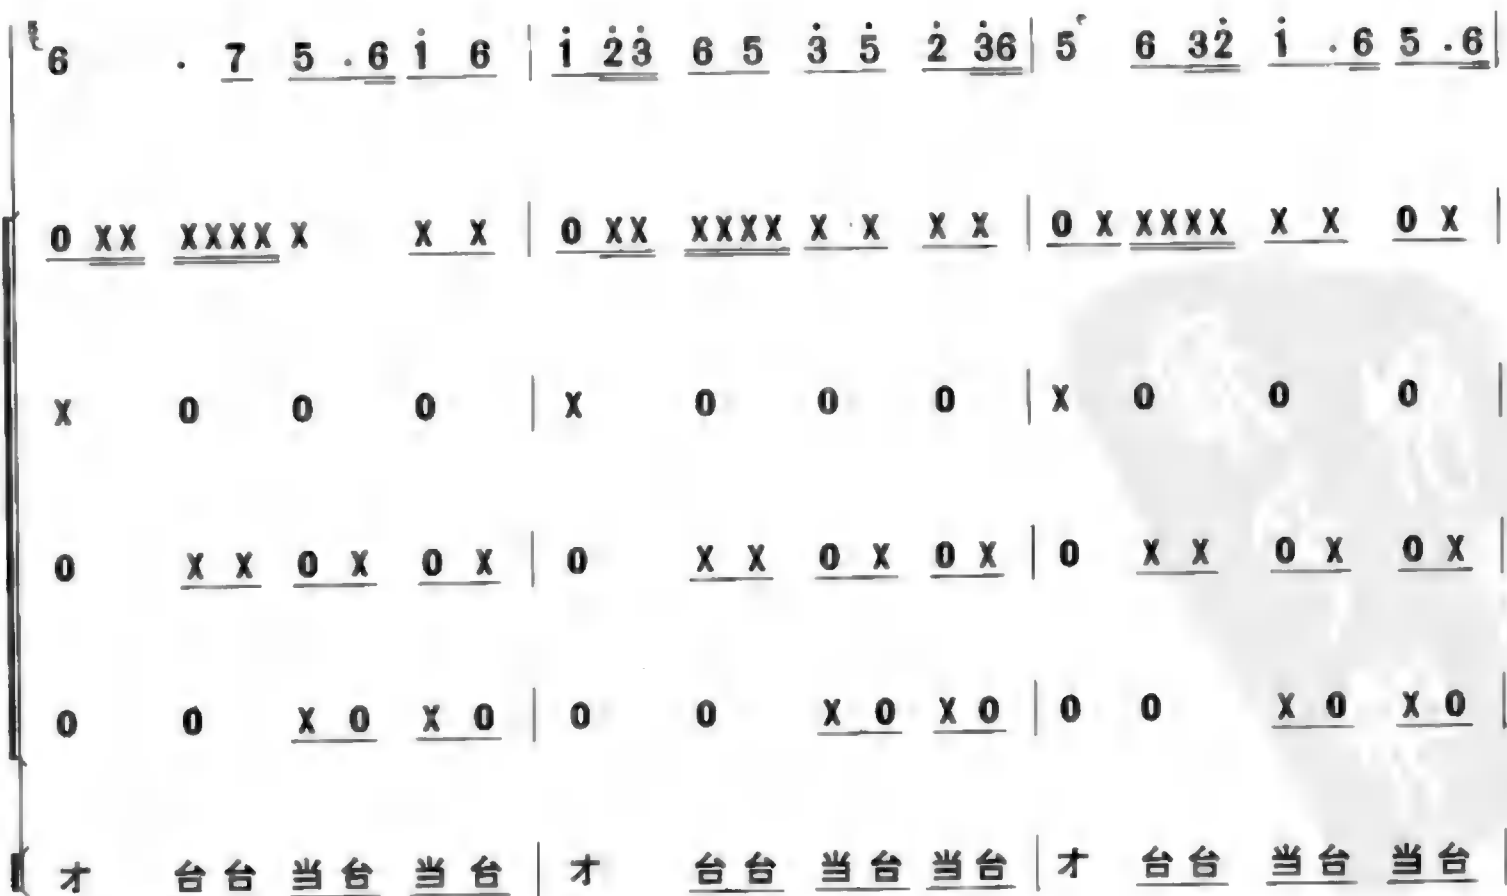 6 . 7 5 . 6 i̇ 6 | i̇ 2̇3̇ 6 5 3̇ 5̇ 2̇ 3̇6 | 5 6 32̇ i̇ . 6 5 . 6 |
0 XX XXXX X X X | 0 XX XXXX X X X X | 0 X XXXX X X 0 X |
X 0 0 0 | X 0 0 0 | X 0 0 0 |
0 X X 0 X 0 X | 0 X X 0 X 0 X | 0 X X 0 X 0 X |
0 0 X 0 X 0 | 0 0 X 0 X 0 | 0 0 X 0 X 0
才 台台 当台 当台 | 才 台台 当台 当台 | 才 台台 当台 当台 |